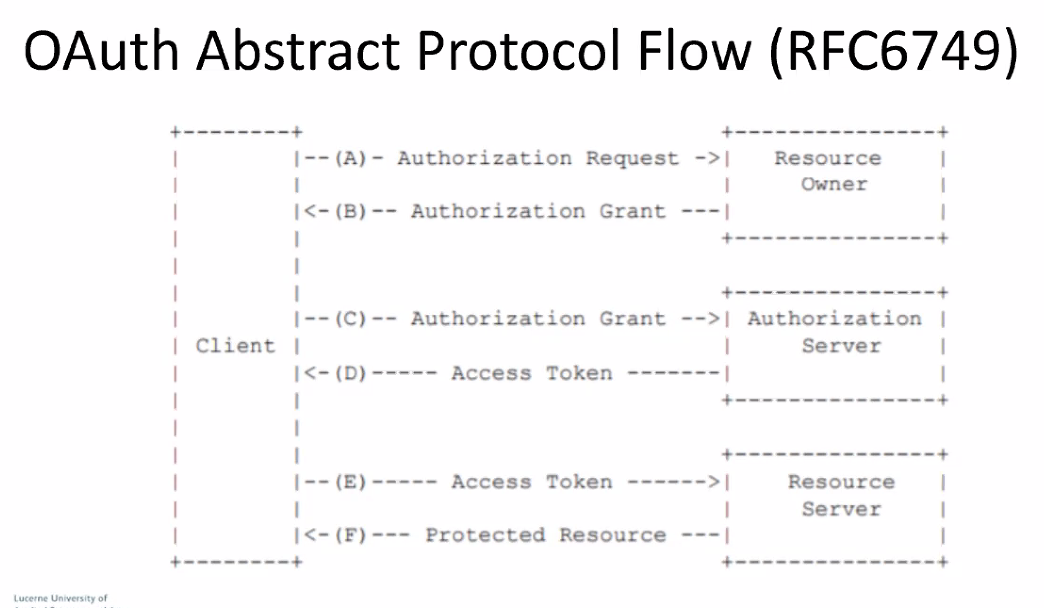 OAuth Abstract Protocol Flow (RFC6749)
+--------+                               +---------------+
|        |--(A)- Authorization Request ->|   Resource    |
|        |                               |     Owner     |
|        |<-(B)-- Authorization Grant ---|               |
|        |                               +---------------+
|        |
|        |                               +---------------+
|        |--(C)-- Authorization Grant -->| Authorization |
| Client |                               |     Server    |
|        |<-(D)----- Access Token -------|               |
|        |                               +---------------+
|        |
|        |                               +---------------+
|        |--(E)----- Access Token ------>|    Resource   |
|        |                               |     Server    |
|        |<-(F)--- Protected Resource ---|               |
+--------+                               +---------------+
Lucerne University of